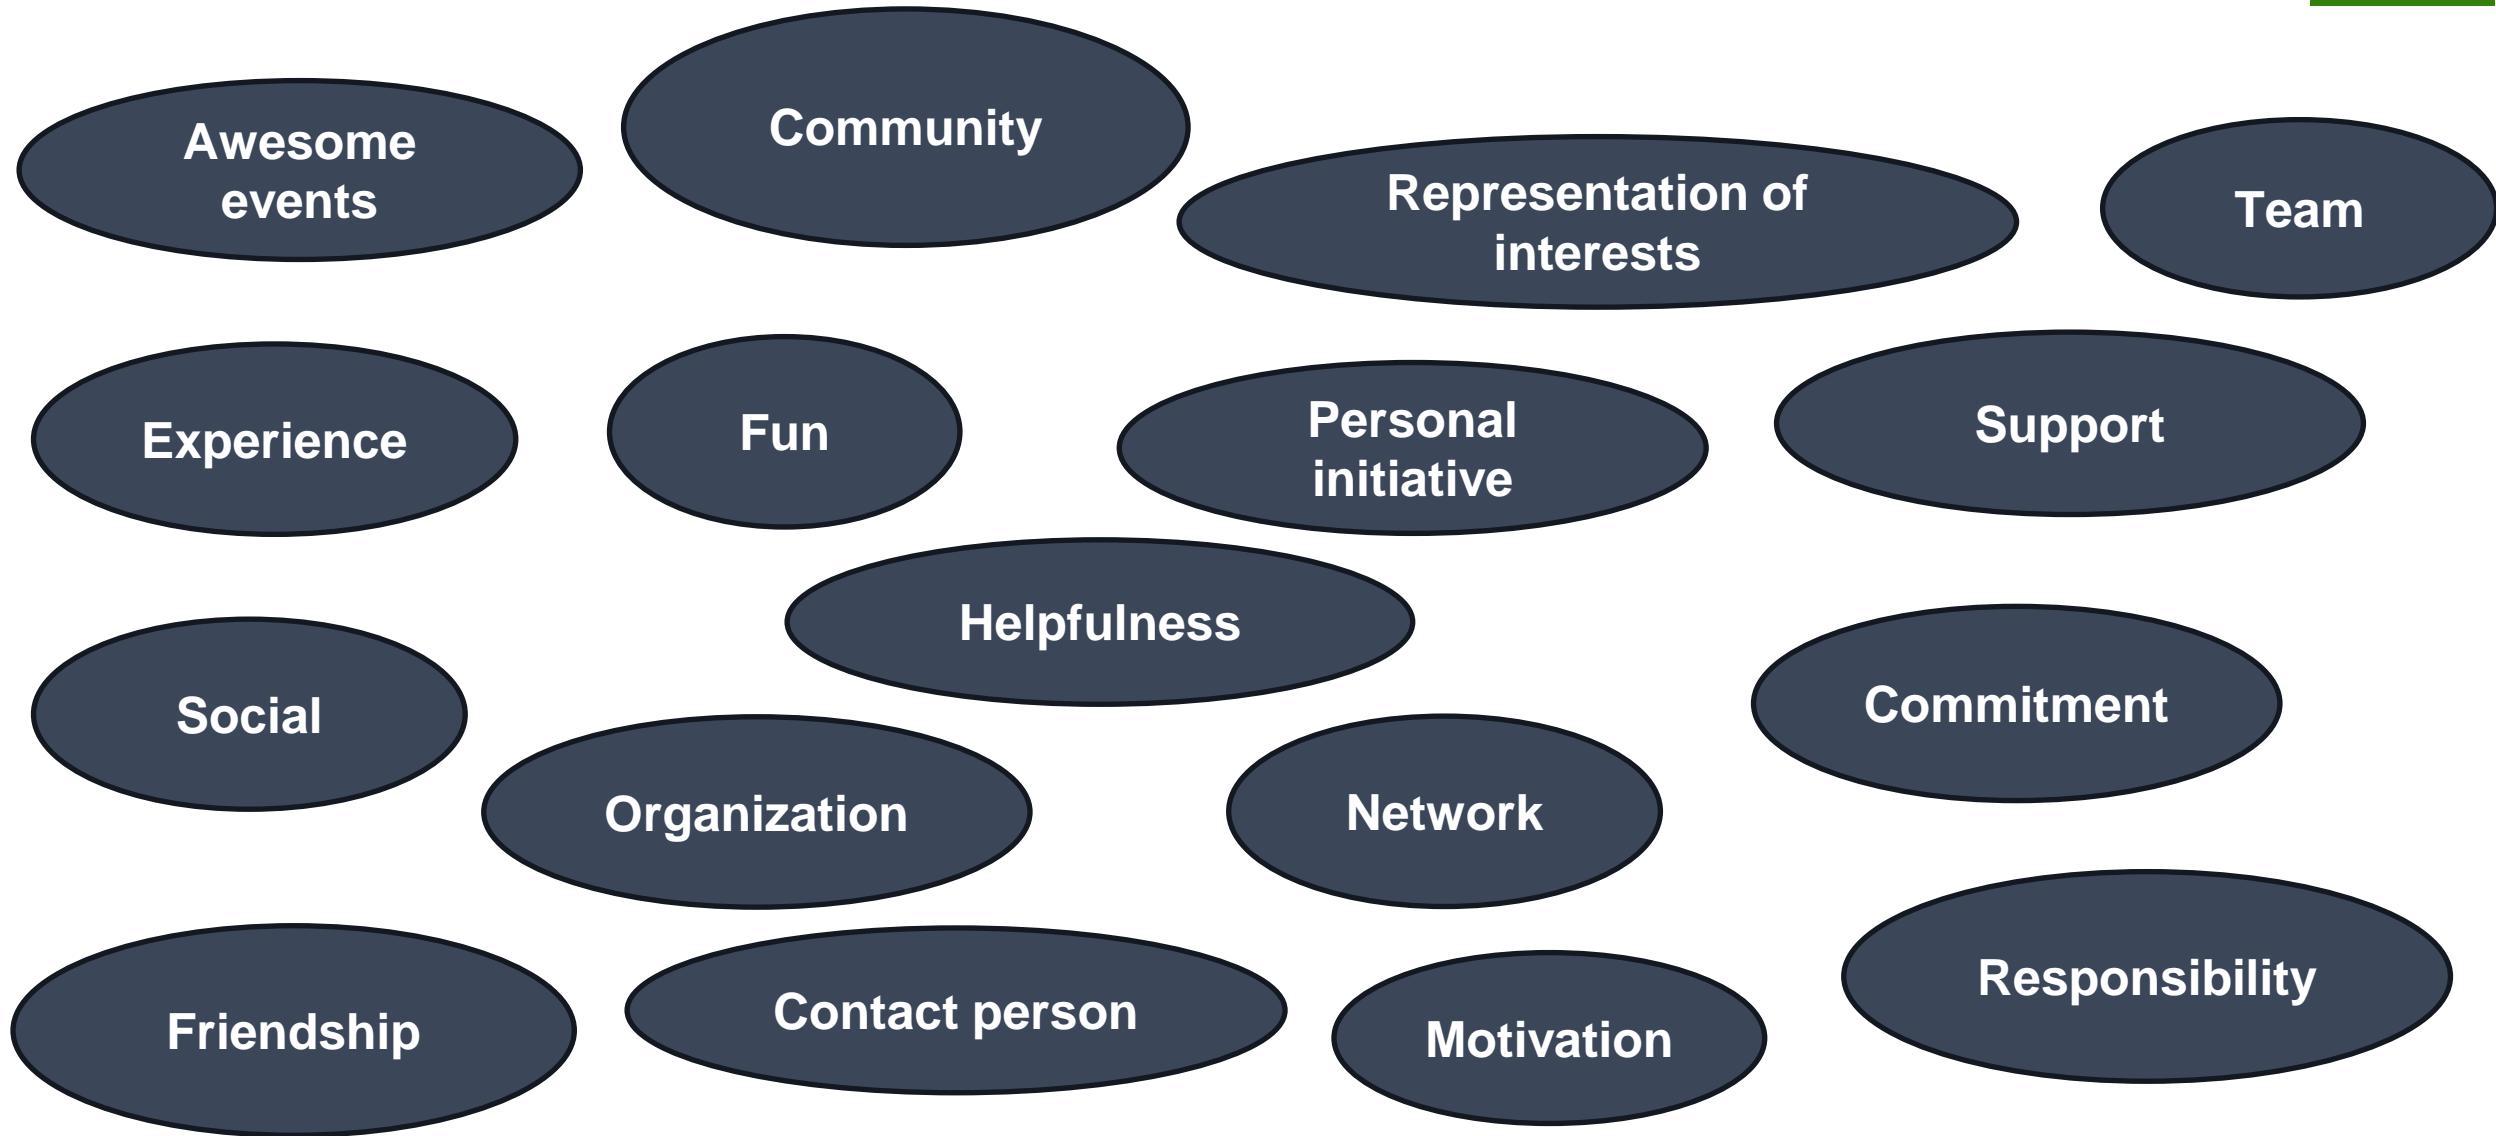 Awesome
events
Community
Representation of
interests
Team
Experience
Fun
Personal
initiative
Support
Helpfulness
Social
Commitment
Organization
Network
Friendship
Contact person
Motivation
Responsibility